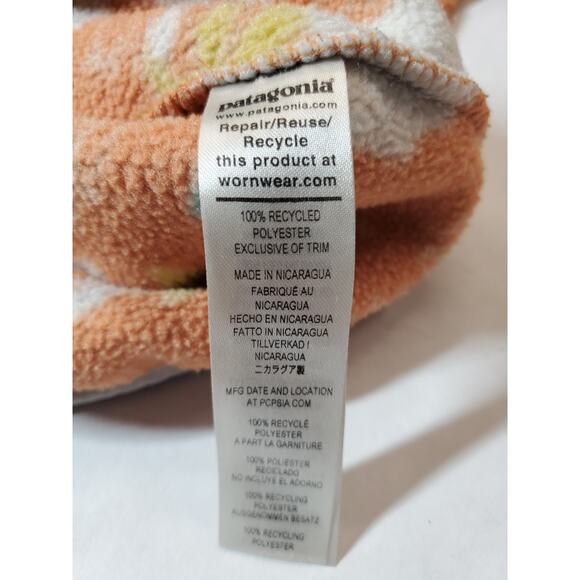 patagonia®
www.patagonia.com
Repair/Reuse/
Recycle
this product at
wornwear.com
100% RECYCLED
POLYESTER
EXCLUSIVE OF TRIM
MADE IN NICARAGUA
FABRIQUÉ AU
NICARAGUA
HECHO EN NICARAGUA
FATTO IN NICARAGUA
TILLVERKAD I
NICARAGUA
ニカラグア製
MFG DATE AND LOCATION
AT PCPSIA.COM
100% RECYCLÉ
POLYESTER
A PART LA GARNITURE
100% POLIESTER
RECICLADO
NO INCLUYE EL ADORNO
100% RECYCLING
POLYESTER
AUSGENOMMEN BESATZ
100% RECYCLING
POLYESTER